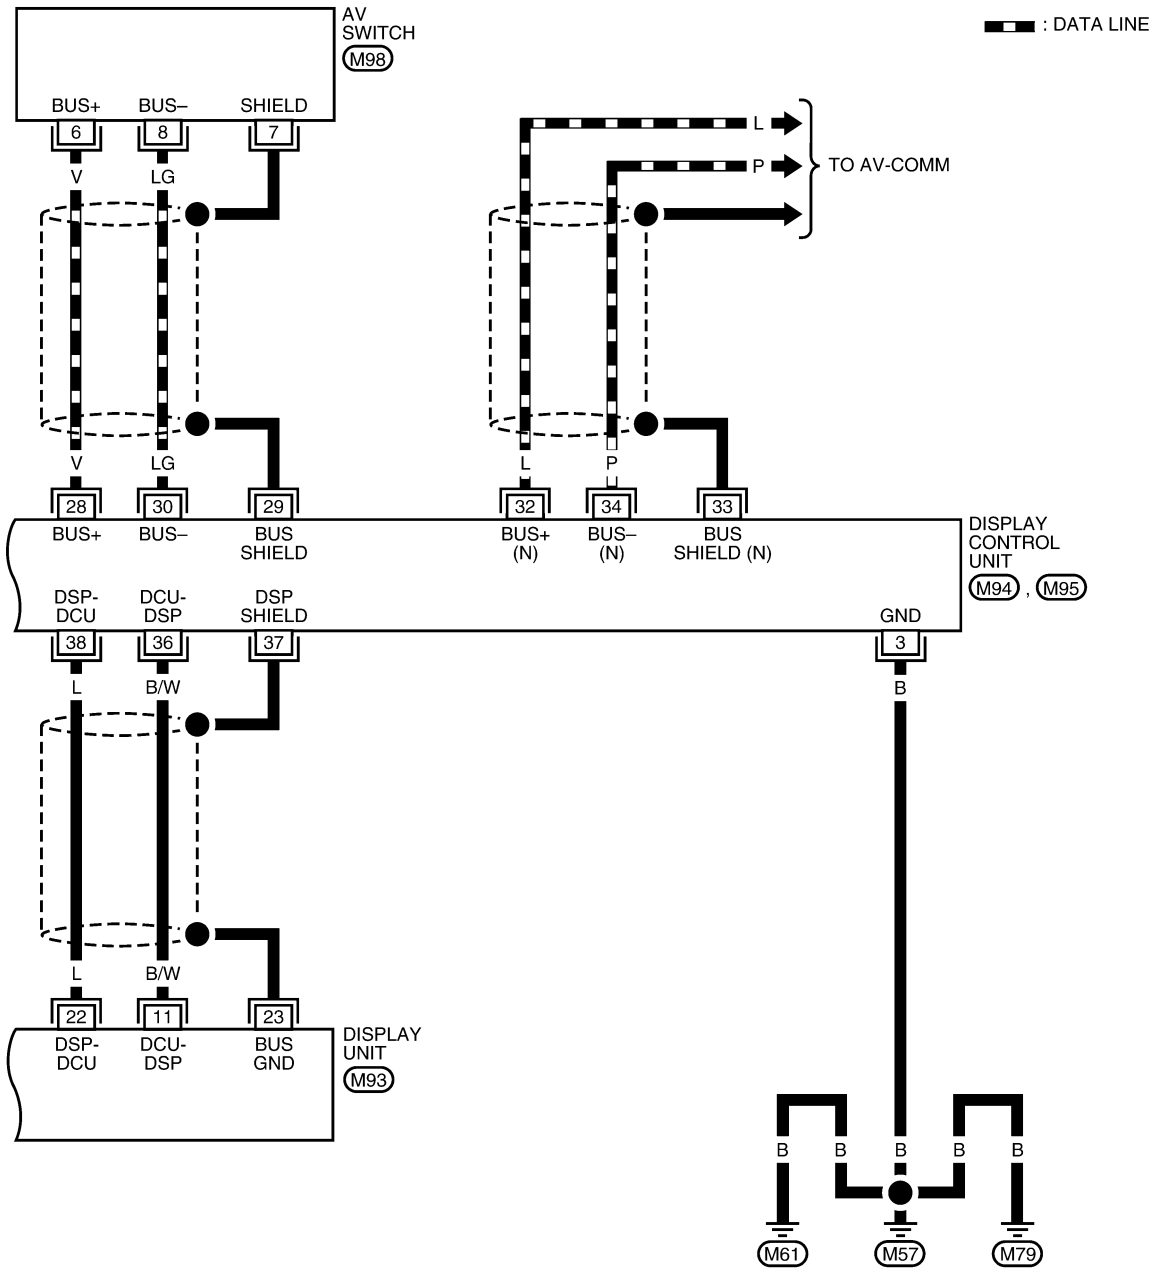 AV
SWITCH
M98
: DATA LINE
BUS+ BUS– SHIELD
6 8 7
V LG
L
P
TO AV-COMM
V LG L P
28 30 29 32 34 33
BUS+ BUS– BUS
SHIELD
BUS+
(N)
BUS–
(N)
BUS
SHIELD (N)
DISPLAY
CONTROL
UNIT
M94 , M95
DSP-
DCU
DCU-
DSP
DSP
SHIELD
GND
38 36 37 3
L B/W B
L B/W
22 11 23
DSP-
DCU
DCU-
DSP
BUS
GND
DISPLAY
UNIT
M93
B B B B B
M61 M57 M79